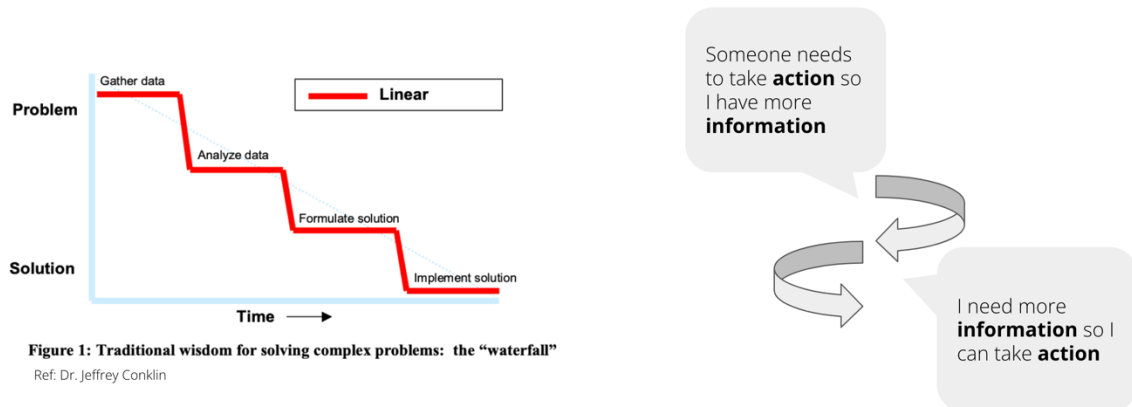 Gather data
Problem
Linear
Analyze data
Formulate solution
Solution
Implement solution
Time
Figure 1: Traditional wisdom for solving complex problems: the “waterfall”
Ref: Dr. Jeffrey Conklin
Someone needs
to take action so
I have more
information
I need more
information so I
can take action